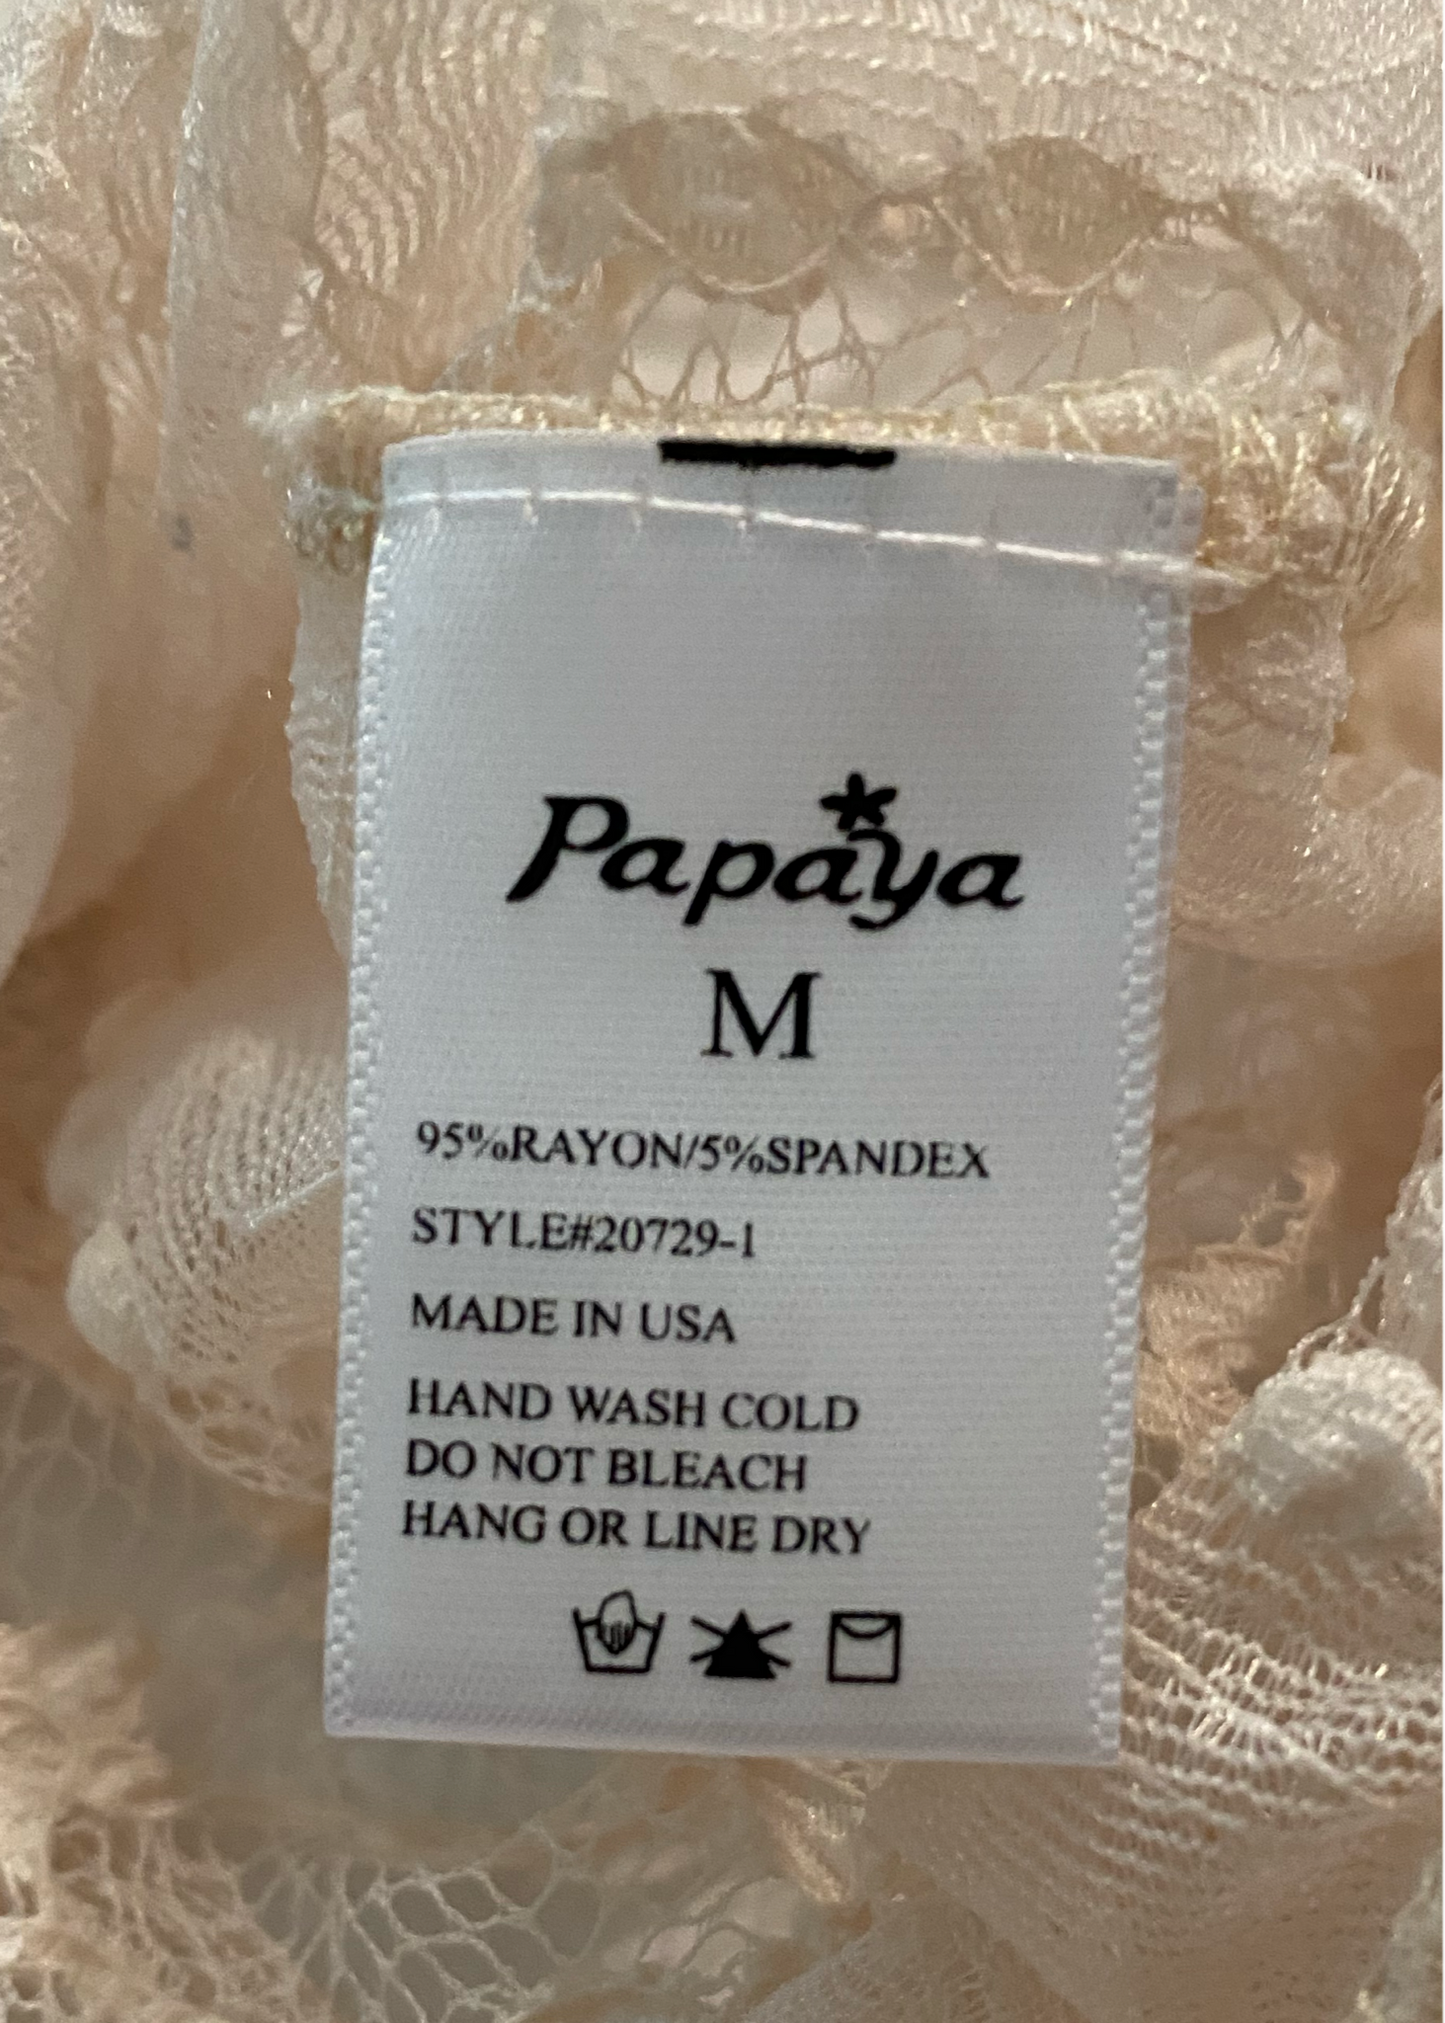 Papaya
M
95%RAYON/5%SPANDEX
STYLE#20729-1
MADE IN USA
HAND WASH COLD
DO NOT BLEACH
HANG OR LINE DRY